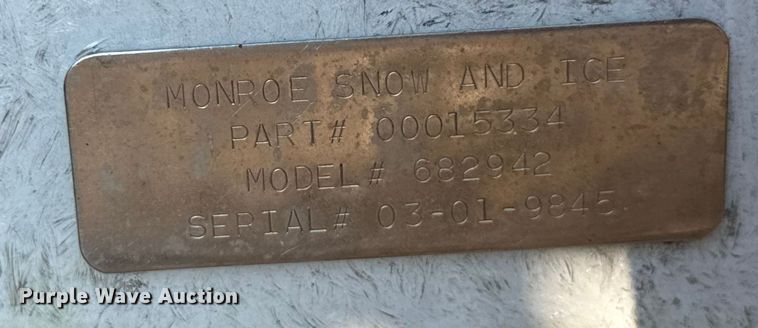 MONROE SNOW AND ICE
PART# 00015334
MODEL# 682942
SERIAL# 03-01-9845
Purple Wave Auction